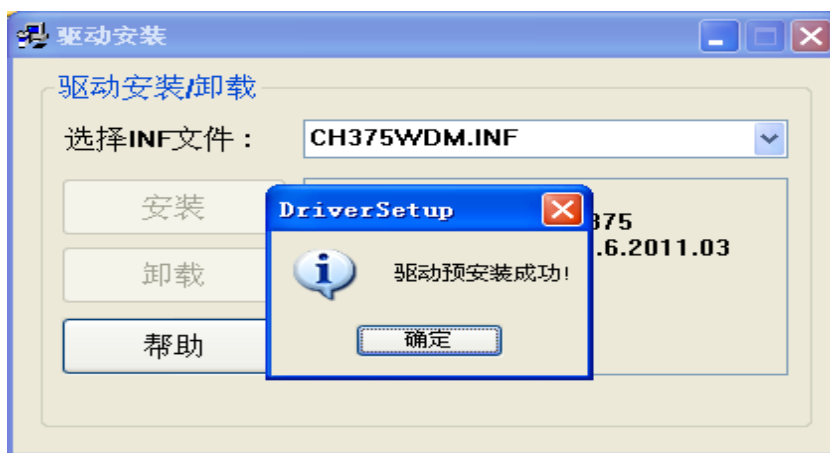 驱动安装
驱动安装/卸载
选择INF文件：
CH375WDM.INF
安装
卸载
帮助
375
.6.2011.03
DriverSetup
驱动预安装成功!
确定